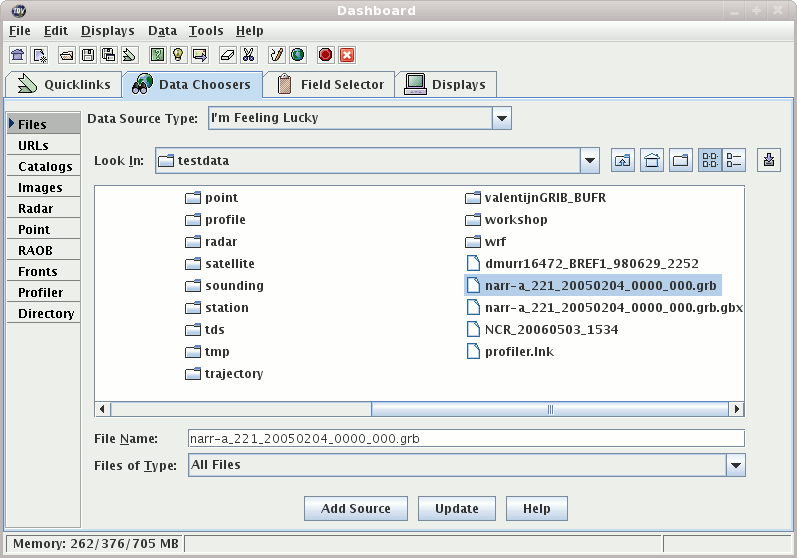 IDV
Dashboard
File Edit Displays Data Tools Help
Quicklinks Data Choosers Field Selector Displays
Files
URLs
Catalogs
Images
Radar
Point
RAOB
Fronts
Profiler
Directory
Data Source Type: I'm Feeling Lucky
Look In: testdata
point
profile
radar
satellite
sounding
station
tds
tmp
trajectory
valentijnGRIB_BUFR
workshop
wrf
dmurr16472_BREF1_980629_2252
narr-a_221_20050204_0000_000.grb
narr-a_221_20050204_0000_000.grb.gbx
NCR_20060503_1534
profiler.lnk
File Name: narr-a_221_20050204_0000_000.grb
Files of Type: All Files
Add Source Update Help
Memory: 262/376/705 MB